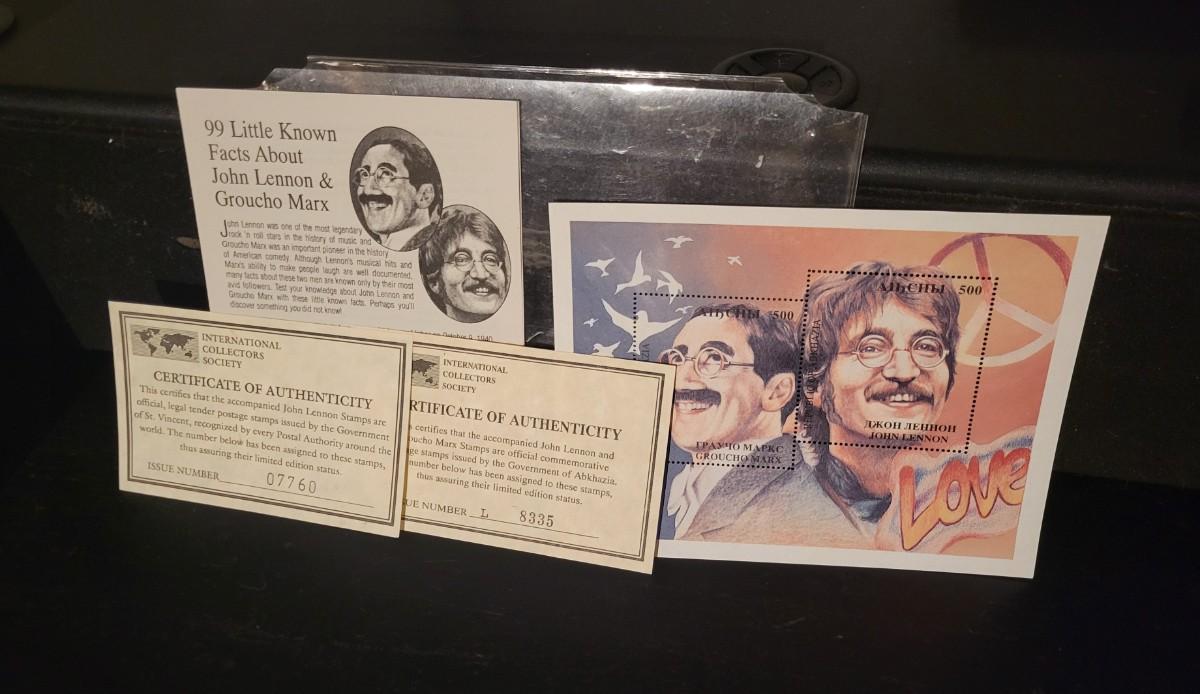 99 Little Known
Facts About
John Lennon &
Groucho Marx
John Lennon was one of the most legendary
rock 'n roll stars in the history of music and
Groucho Marx was an important pioneer in the history
of American comedy. Although Lennon's musical hits and
Marx's ability to make people laugh are well documented,
many facts about these two men are known only by their most
avid followers. Test your knowledge about John Lennon and
Groucho Marx with these little known facts. Perhaps you'll
discover something you did not know!
on October 9, 1940
INTERNATIONAL
COLLECTORS
SOCIETY
CERTIFICATE OF AUTHENTICITY
This certifies that the accompanied John Lennon Stamps are
official, legal tender postage stamps issued by the Government
of St. Vincent, recognized by every Postal Authority around the
world. The number below has been assigned to these stamps,
thus assuring their limited edition status.
ISSUE NUMBER 07760
INTERNATIONAL
COLLECTORS
SOCIETY
RTIFICATE OF AUTHENTICITY
certifies that the accompanied John Lennon and
oucho Marx Stamps are official commemorative
ge stamps issued by the Government of Abkhazia.
number below has been assigned to these stamps,
thus assuring their limited edition status.
UE NUMBER L 8335
500
ГРАУЧО МАРКС
GROUCHO MARX
АҦСНЫ 500
ДЖОН ЛЕННОН
JOHN LENNON
LOVE